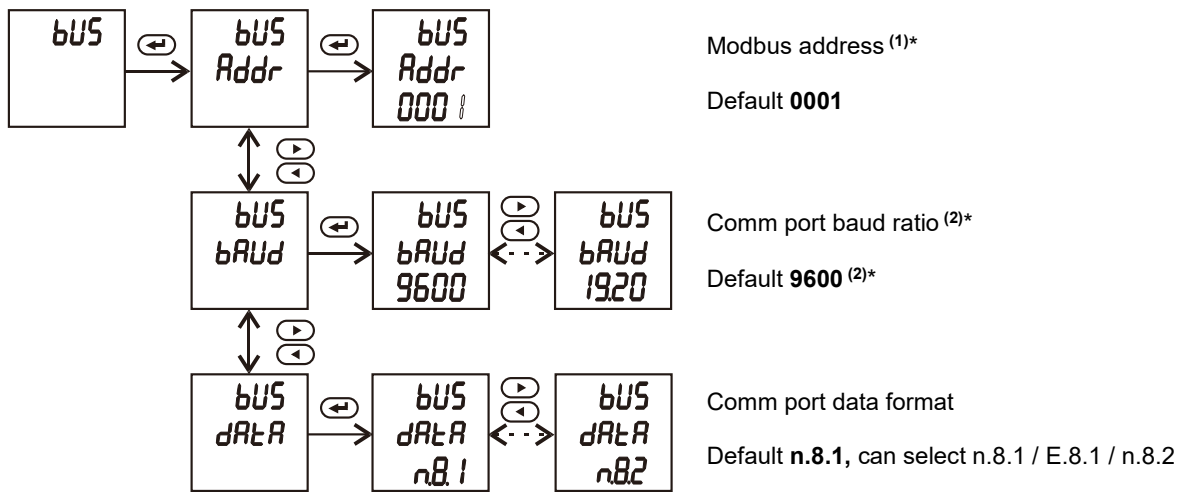 bUS
bUS
Addr
bUS
Addr
0001
Modbus address (1)*
Default 0001
bUS
bAUd
bUS
bAUd
9600
bUS
bAUd
19.20
Comm port baud ratio (2)*
Default 9600 (2)*
bUS
dAtA
bUS
dAtA
n.8.1
bUS
dAtA
n.8.2
Comm port data format
Default n.8.1, can select n.8.1 / E.8.1 / n.8.2